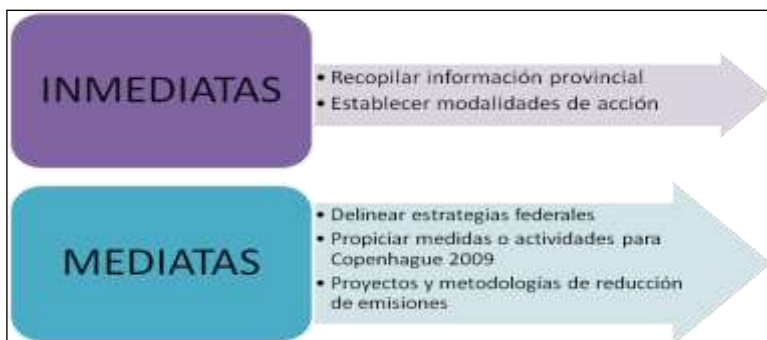 INMEDIATAS
• Recopilar información provincial
• Establecer modalidades de acción
MEDIATAS
• Delinear estrategias federales
• Propiciar medidas o actividades para
Copenhague 2009
• Proyectos y metodologías de reducción
de emisiones